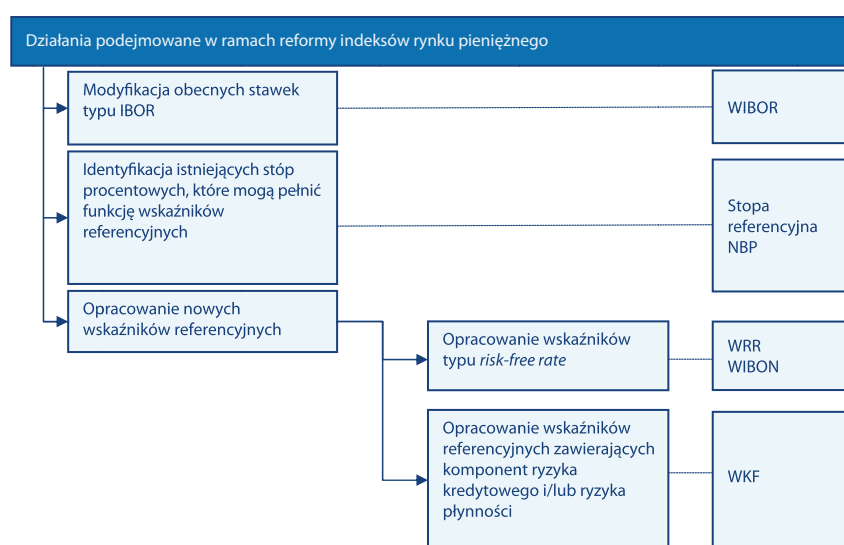 Działania podejmowane w ramach reformy indeksów rynku pieniężnego
Modyfikacja obecnych stawek
typu IBOR
WIBOR
Identyfikacja istniejących stóp
procentowych, które mogą pełnić
funkcję wskaźników
referencyjnych
Stopa
referencyjna
NBP
Opracowanie nowych
wskaźników referencyjnych
Opracowanie wskaźników
typu risk-free rate
WRR
WIBON
Opracowanie wskaźników
referencyjnych zawierających
komponent ryzyka
kredytowego i/lub ryzyka
płynności
WKF